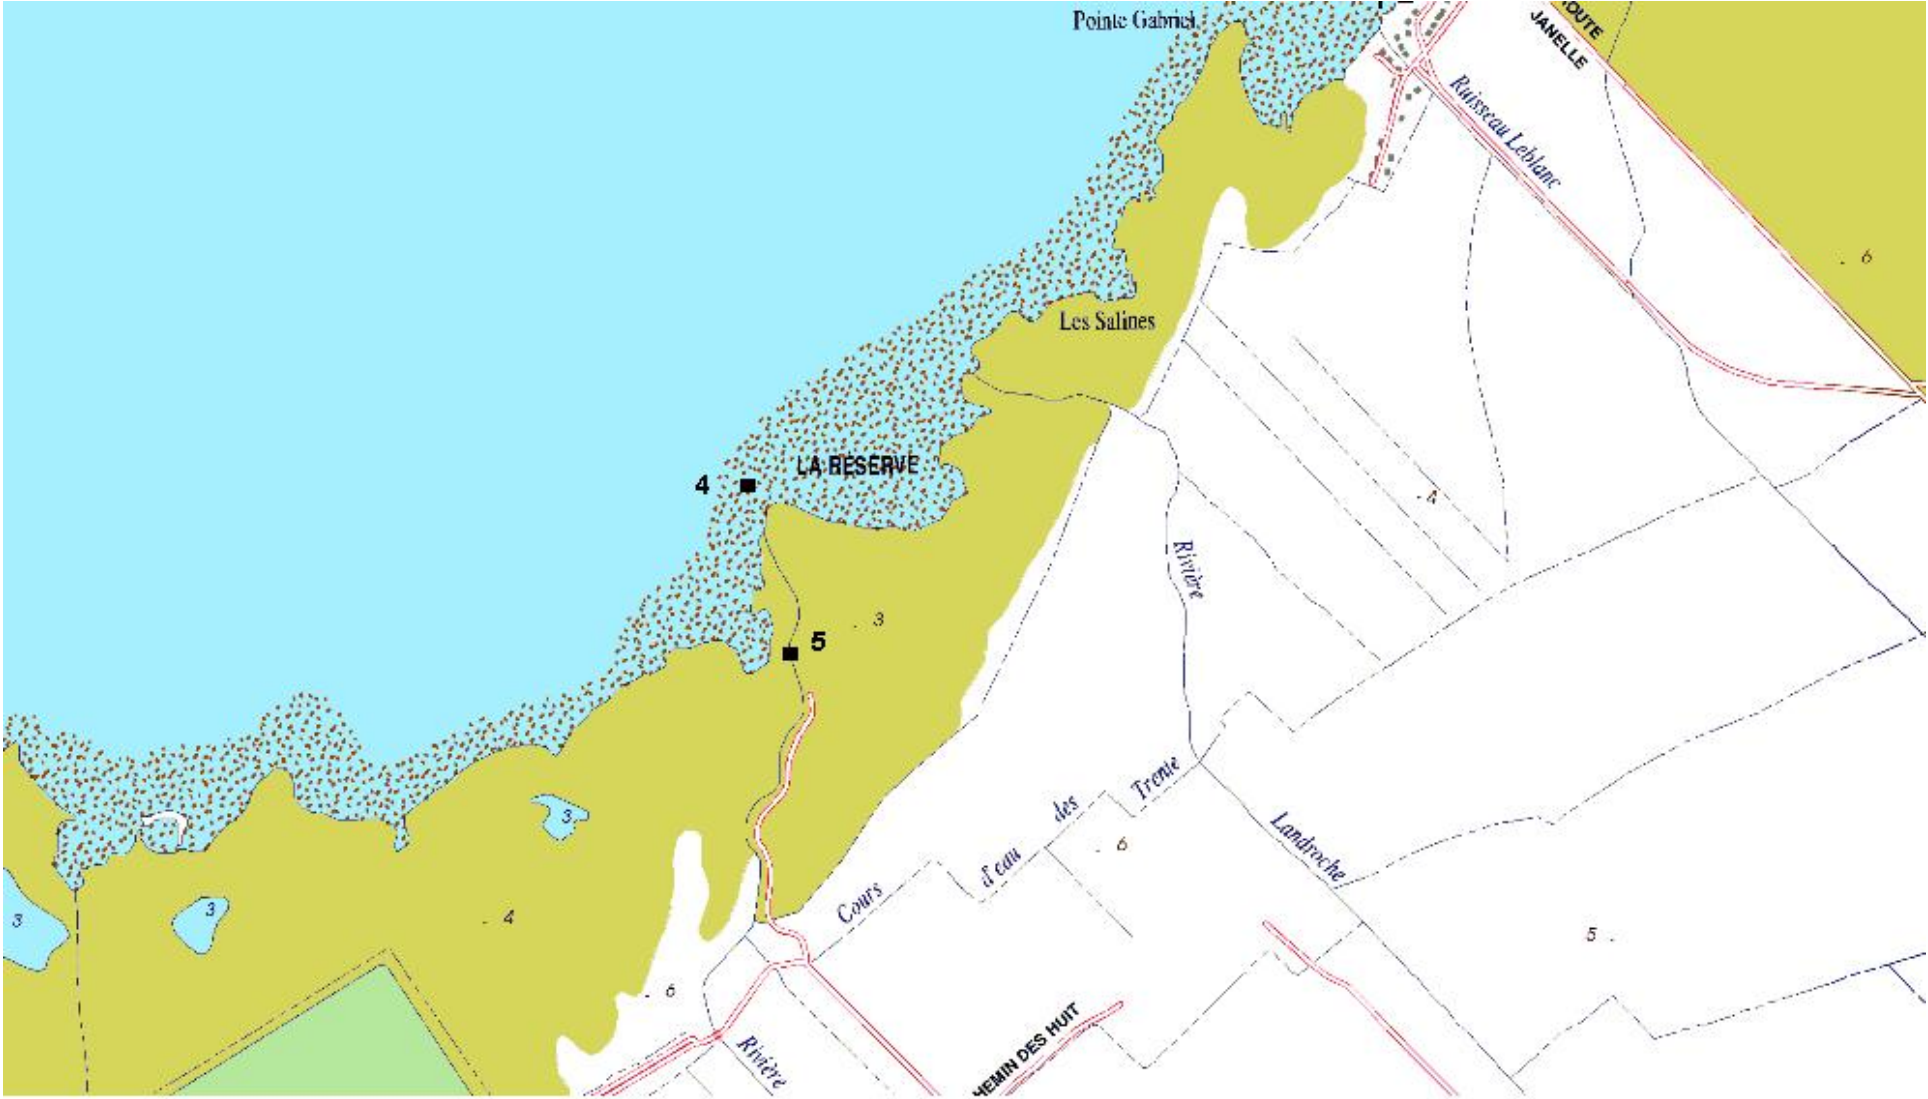 Pointe Gabriel
ROUTE
JANELLE
Ruisseau Leblanc
6
Les Salines
LA RESERVE
4
4
Rivière
3
5
Trente
des
3
6
d'eau
Landroche
Cours
3
3
4
5
6
CHEMIN DES HUIT
Rivière